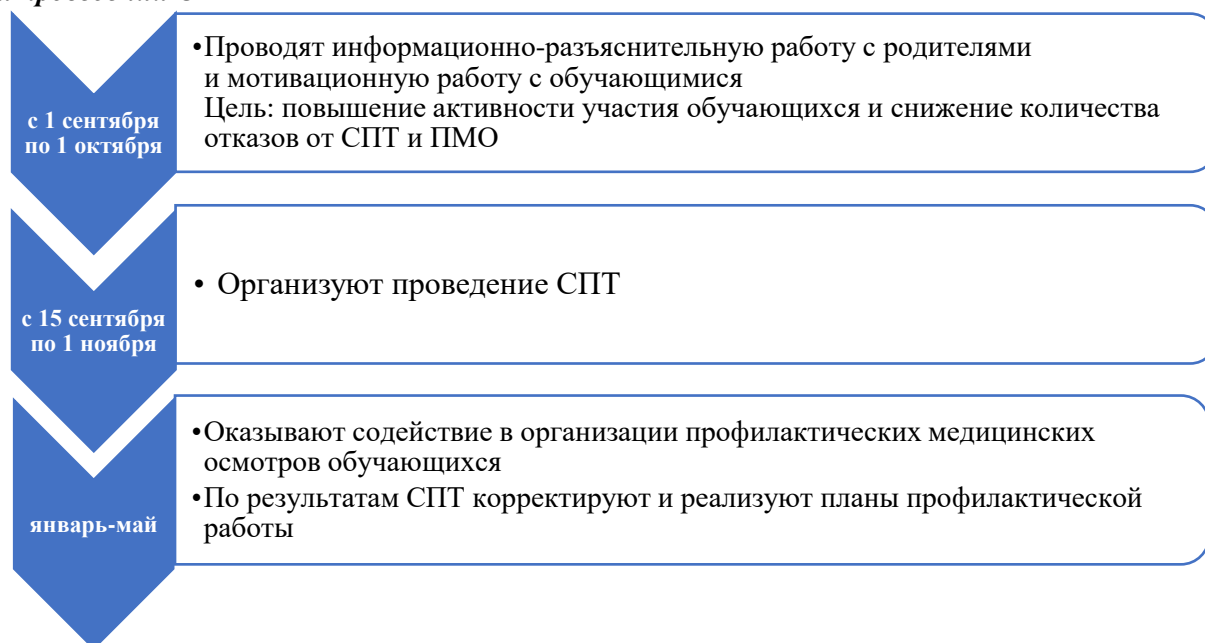 •Проводят информационно-разъяснительную работу с родителями
и мотивационную работу с обучающимися
Цель: повышение активности участия обучающихся и снижение количества
отказов от СПТ и ПМО
с 1 сентября
по 1 октября
• Организуют проведение СПТ
с 15 сентября
по 1 ноября
•Оказывают содействие в организации профилактических медицинских
осмотров обучающихся
•По результатам СПТ корректируют и реализуют планы профилактической
работы
январь-май